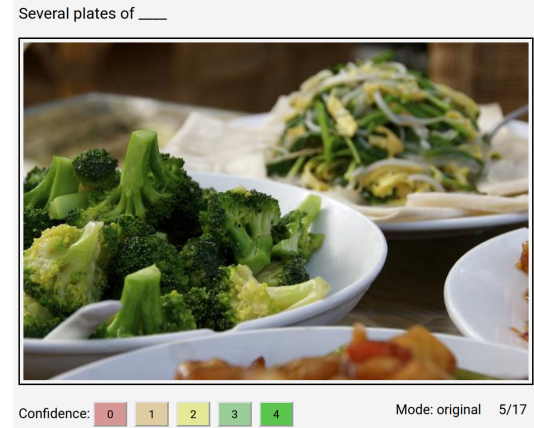 Several plates of ____
Confidence: 0 1 2 3 4 Mode: original 5/17